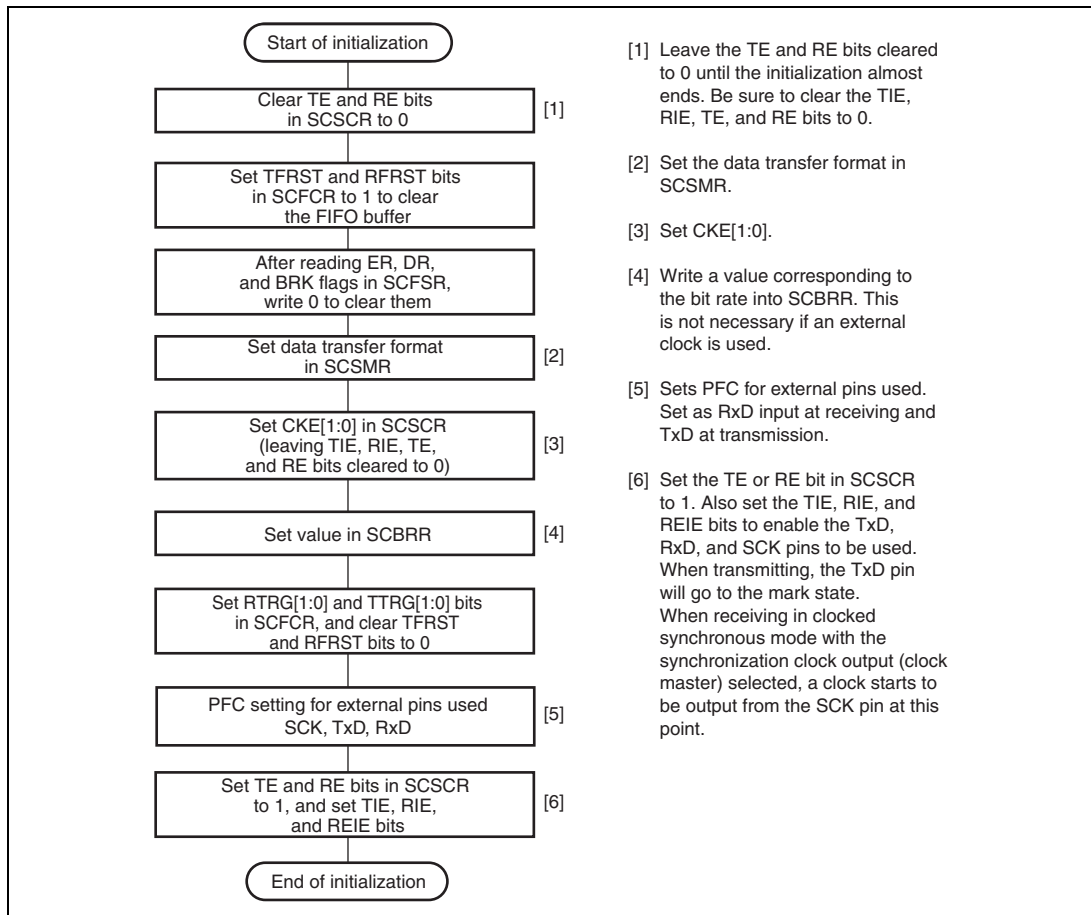 Start of initialization
Clear TE and RE bits
in SCSCR to 0
[1]
Set TFRST and RFRST bits
in SCFCR to 1 to clear
the FIFO buffer
After reading ER, DR,
and BRK flags in SCFSR,
write 0 to clear them
Set data transfer format
in SCSMR
[2]
Set CKE[1:0] in SCSCR
(leaving TIE, RIE, TE,
and RE bits cleared to 0)
[3]
Set value in SCBRR
[4]
Set RTRG[1:0] and TTRG[1:0] bits
in SCFCR, and clear TFRST
and RFRST bits to 0
PFC setting for external pins used
SCK, TxD, RxD
[5]
Set TE and RE bits in SCSCR
to 1, and set TIE, RIE,
and REIE bits
[6]
End of initialization
[1] Leave the TE and RE bits cleared
to 0 until the initialization almost
ends. Be sure to clear the TIE,
RIE, TE, and RE bits to 0.
[2] Set the data transfer format in
SCSMR.
[3] Set CKE[1:0].
[4] Write a value corresponding to
the bit rate into SCBRR. This
is not necessary if an external
clock is used.
[5] Sets PFC for external pins used.
Set as RxD input at receiving and
TxD at transmission.
[6] Set the TE or RE bit in SCSCR
to 1. Also set the TIE, RIE, and
REIE bits to enable the TxD,
RxD, and SCK pins to be used.
When transmitting, the TxD pin
will go to the mark state.
When receiving in clocked
synchronous mode with the
synchronization clock output (clock
master) selected, a clock starts to
be output from the SCK pin at this
point.